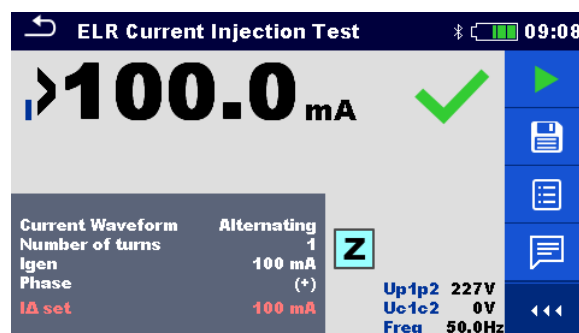 ELR Current Injection Test 09:08
I>100.0 mA
Current Waveform Alternating
Number of turns 1
Igen 100 mA
Phase (+)
IΔ set 100 mA
Z
Up1p2 227V
Uc1c2 0V
Freq 50.0Hz